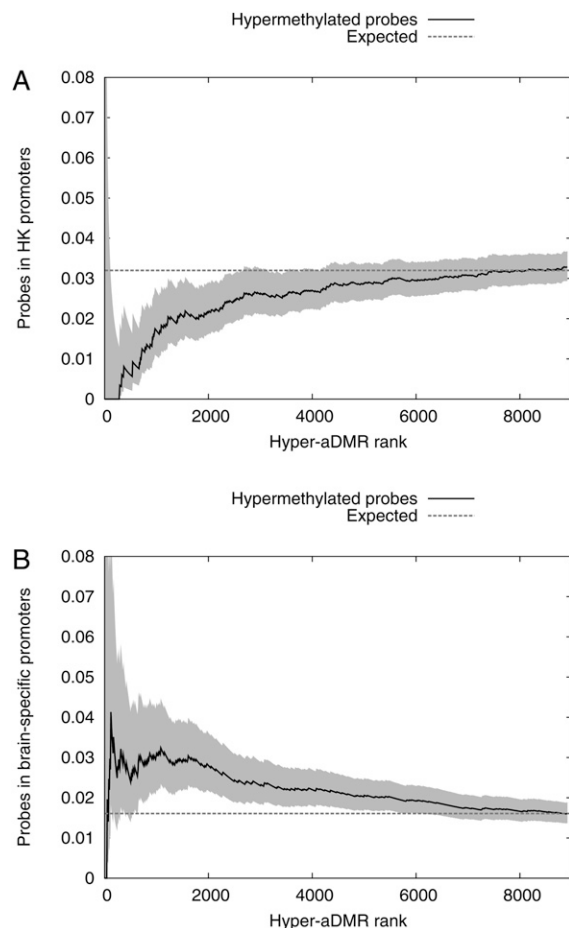 Hypermethylated probes
Expected
A
0.08
0.07
0.06
0.05
0.04
0.03
0.02
0.01
0
Probes in HK promoters
0 2000 4000 6000 8000
Hyper-aDMR rank
Hypermethylated probes
Expected
B
0.08
0.07
0.06
0.05
0.04
0.03
0.02
0.01
0
Probes in brain-specific promoters
0 2000 4000 6000 8000
Hyper-aDMR rank